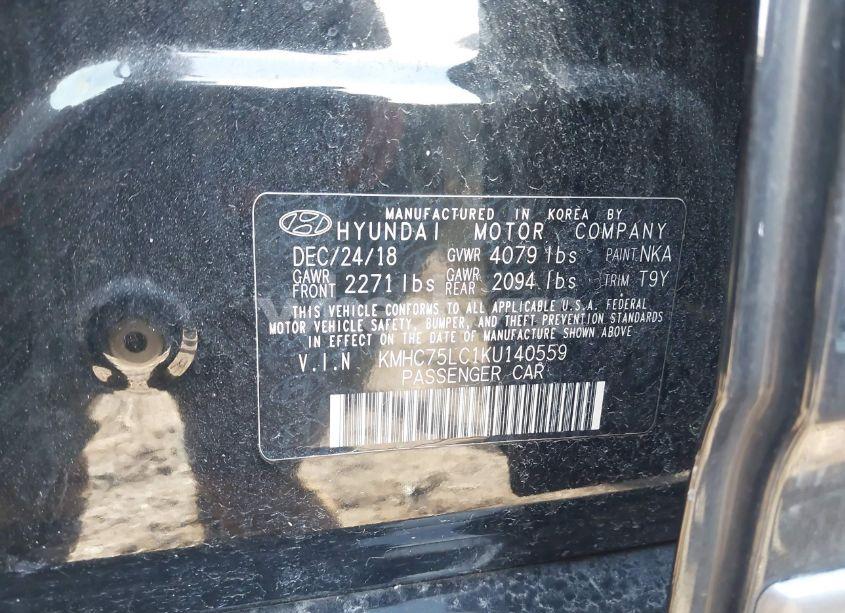 MANUFACTURED IN KOREA BY
HYUNDAI MOTOR COMPANY
DEC/24/18 GVWR 4079 lbs PAINT:NKA
GAWR FRONT 2271 lbs GAWR REAR 2094 lbs TRIM T9Y
THIS VEHICLE CONFORMS TO ALL APPLICABLE U.S.A. FEDERAL
MOTOR VEHICLE SAFETY, BUMPER, AND THEFT PREVENTION STANDARDS
IN EFFECT ON THE DATE OF MANUFACTURE SHOWN ABOVE
V.I.N KMHC75LC1KU140559
PASSENGER CAR